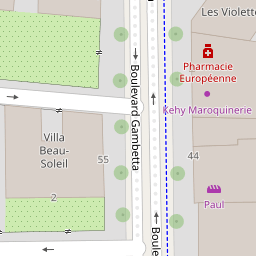 Les Violette
Pharmacie
Européenne
Kehy Maroquinerie
Boulevard Gambetta
Villa
Beau-
Soleil
55
44
2
Paul
Boule